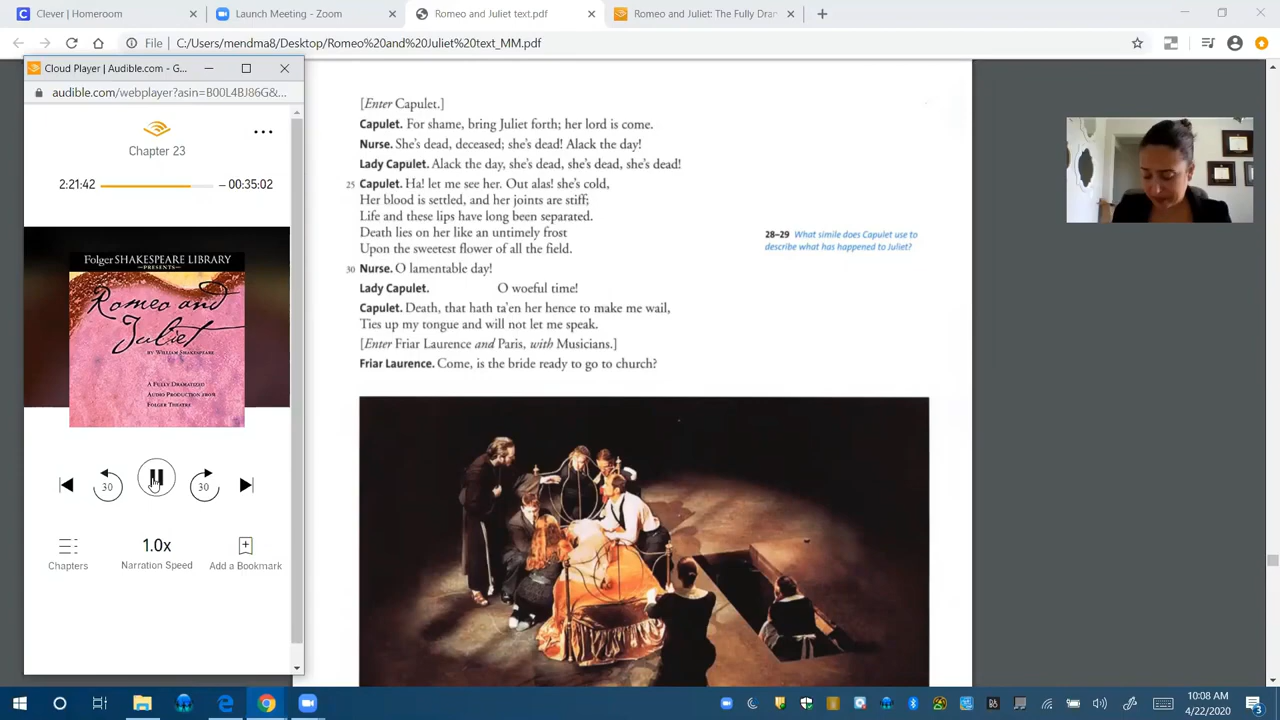 Clever | Homeroom
Launch Meeting - Zoom
Romeo and Juliet text.pdf
Romeo and Juliet: The Fully Dram
File
C:/Users/mendma8/Desktop/Romeo%20and%20Juliet%20text_MM.pdf
Cloud Player | Audible.com - G...
audible.com/webplayer?asin=B00L4BJ86G&...
Chapter 23
2:21:42
– 00:35:02
Folger SHAKESPEARE LIBRARY
PRESENTS
Romeo and
Juliet
BY WILLIAM SHAKESPEARE
A FULLY DRAMATIZED
AUDIO PRODUCTION FROM
FOLGER THEATRE
30
30
1.0x
Chapters
Narration Speed
Add a Bookmark
[Enter Capulet.]
Capulet. For shame, bring Juliet forth; her lord is come.
Nurse. She's dead, deceased; she's dead! Alack the day!
Lady Capulet. Alack the day, she's dead, she's dead, she's dead!
25 Capulet. Ha! let me see her. Out alas! she's cold,
Her blood is settled, and her joints are stiff;
Life and these lips have long been separated.
Death lies on her like an untimely frost
Upon the sweetest flower of all the field.
30 Nurse. O lamentable day!
Lady Capulet. O woeful time!
Capulet. Death, that hath ta'en her hence to make me wail,
Ties up my tongue and will not let me speak.
[Enter Friar Laurence and Paris, with Musicians.]
Friar Laurence. Come, is the bride ready to go to church?
28–29 What simile does Capulet use to
describe what has happened to Juliet?
10:08 AM
4/22/2020
3